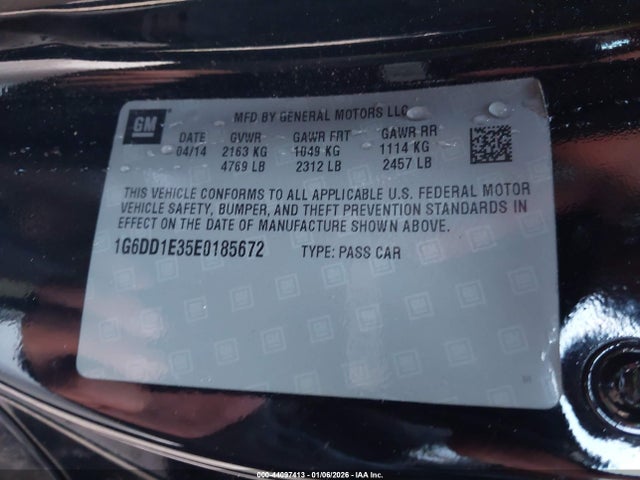 GM
MFD BY GENERAL MOTORS LLC
DATE GVWR GAWR FRT GAWR RR
04/14 2163 KG 1049 KG 1114 KG
4769 LB 2312 LB 2457 LB
THIS VEHICLE CONFORMS TO ALL APPLICABLE U.S. FEDERAL MOTOR
VEHICLE SAFETY, BUMPER, AND THEFT PREVENTION STANDARDS IN
EFFECT ON THE DATE OF MANUFACTURE SHOWN ABOVE.
1G6DD1E35E0185672 TYPE: PASS CAR
000-44697413 - 01/06/2026 - IAA Inc.